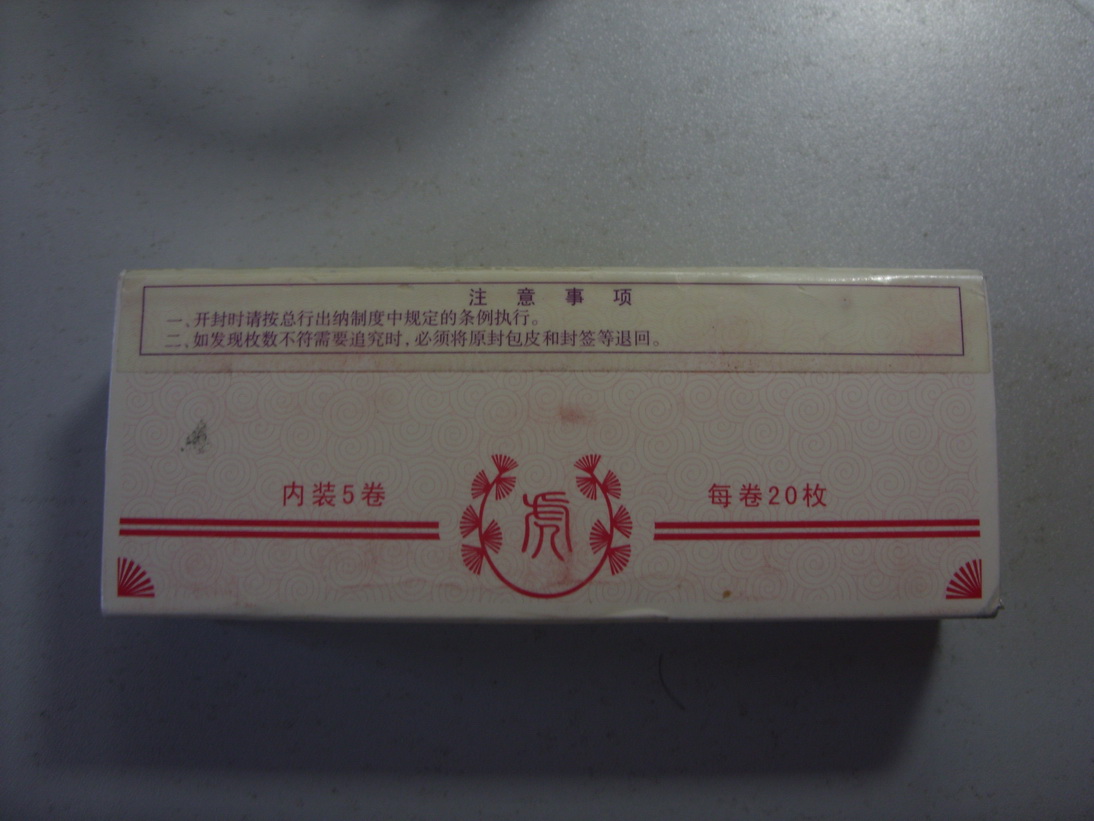 注意事项
一、开封时请按总行出纳制度中规定的条例执行。
二、如发现枚数不符需要追究时，必须将原封包皮和封签等退回。
内装5卷
虎
每卷20枚